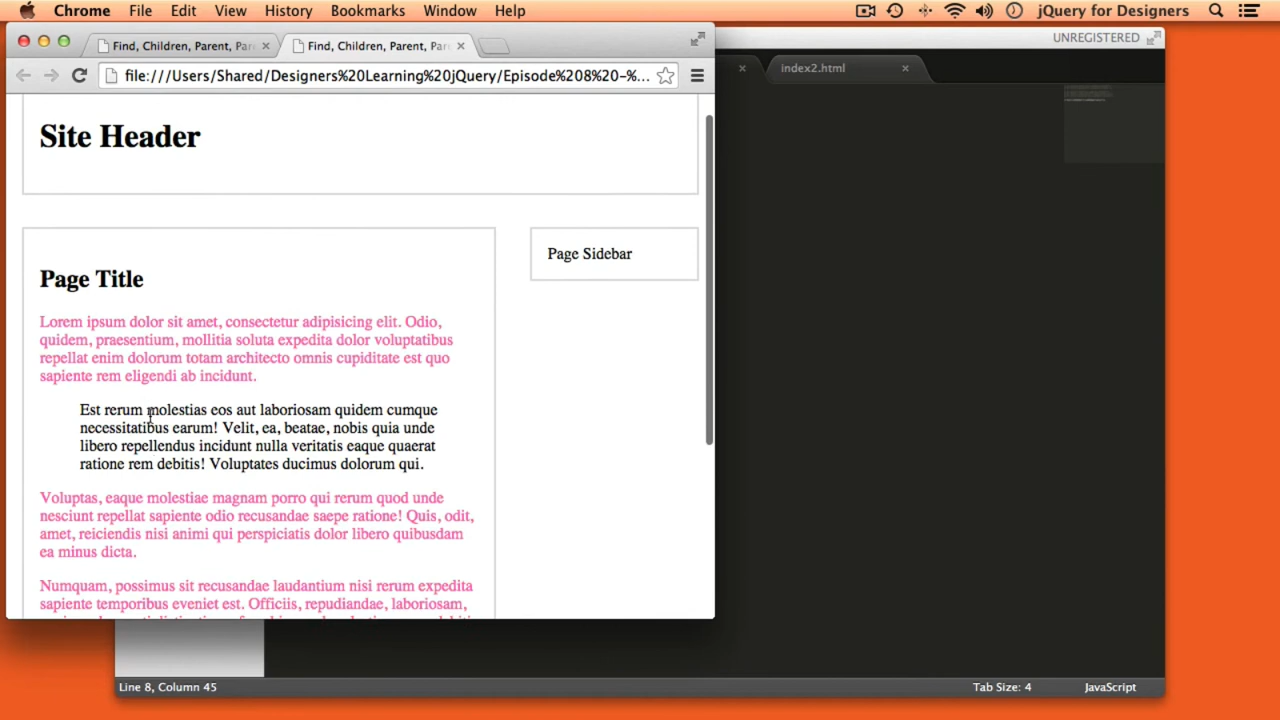 Chrome File Edit View History Bookmarks Window Help jQuery for Designers
Find, Children, Parent, Par
Find, Children, Parent, Par
UNREGISTERED
index2.html
file:///Users/Shared/Designers%20Learning%20jQuery/Episode%208%20-%...
Site Header
Page Title
Page Sidebar
Lorem ipsum dolor sit amet, consectetur adipisicing elit. Odio,
quidem, praesentium, mollitia soluta expedita dolor voluptatibus
repellat enim dolorum totam architecto omnis cupiditate est quo
sapiente rem eligendi ab incidunt.
Est rerum molestias eos aut laboriosam quidem cumque
necessitatibus earum! Velit, ea, beatae, nobis quia unde
libero repellendus incidunt nulla veritatis eaque quaerat
ratione rem debitis! Voluptates ducimus dolorum qui.
Voluptas, eaque molestiae magnam porro qui rerum quod unde
nesciunt repellat sapiente odio recusandae saepe ratione! Quis, odit,
amet, reiciendis nisi animi qui perspiciatis dolor libero quibusdam
ea minus dicta.
Numquam, possimus sit recusandae laudantium nisi rerum expedita
sapiente temporibus eveniet est. Officiis, repudiandae, laboriosam,
Line 8, Column 45
Tab Size: 4
JavaScript